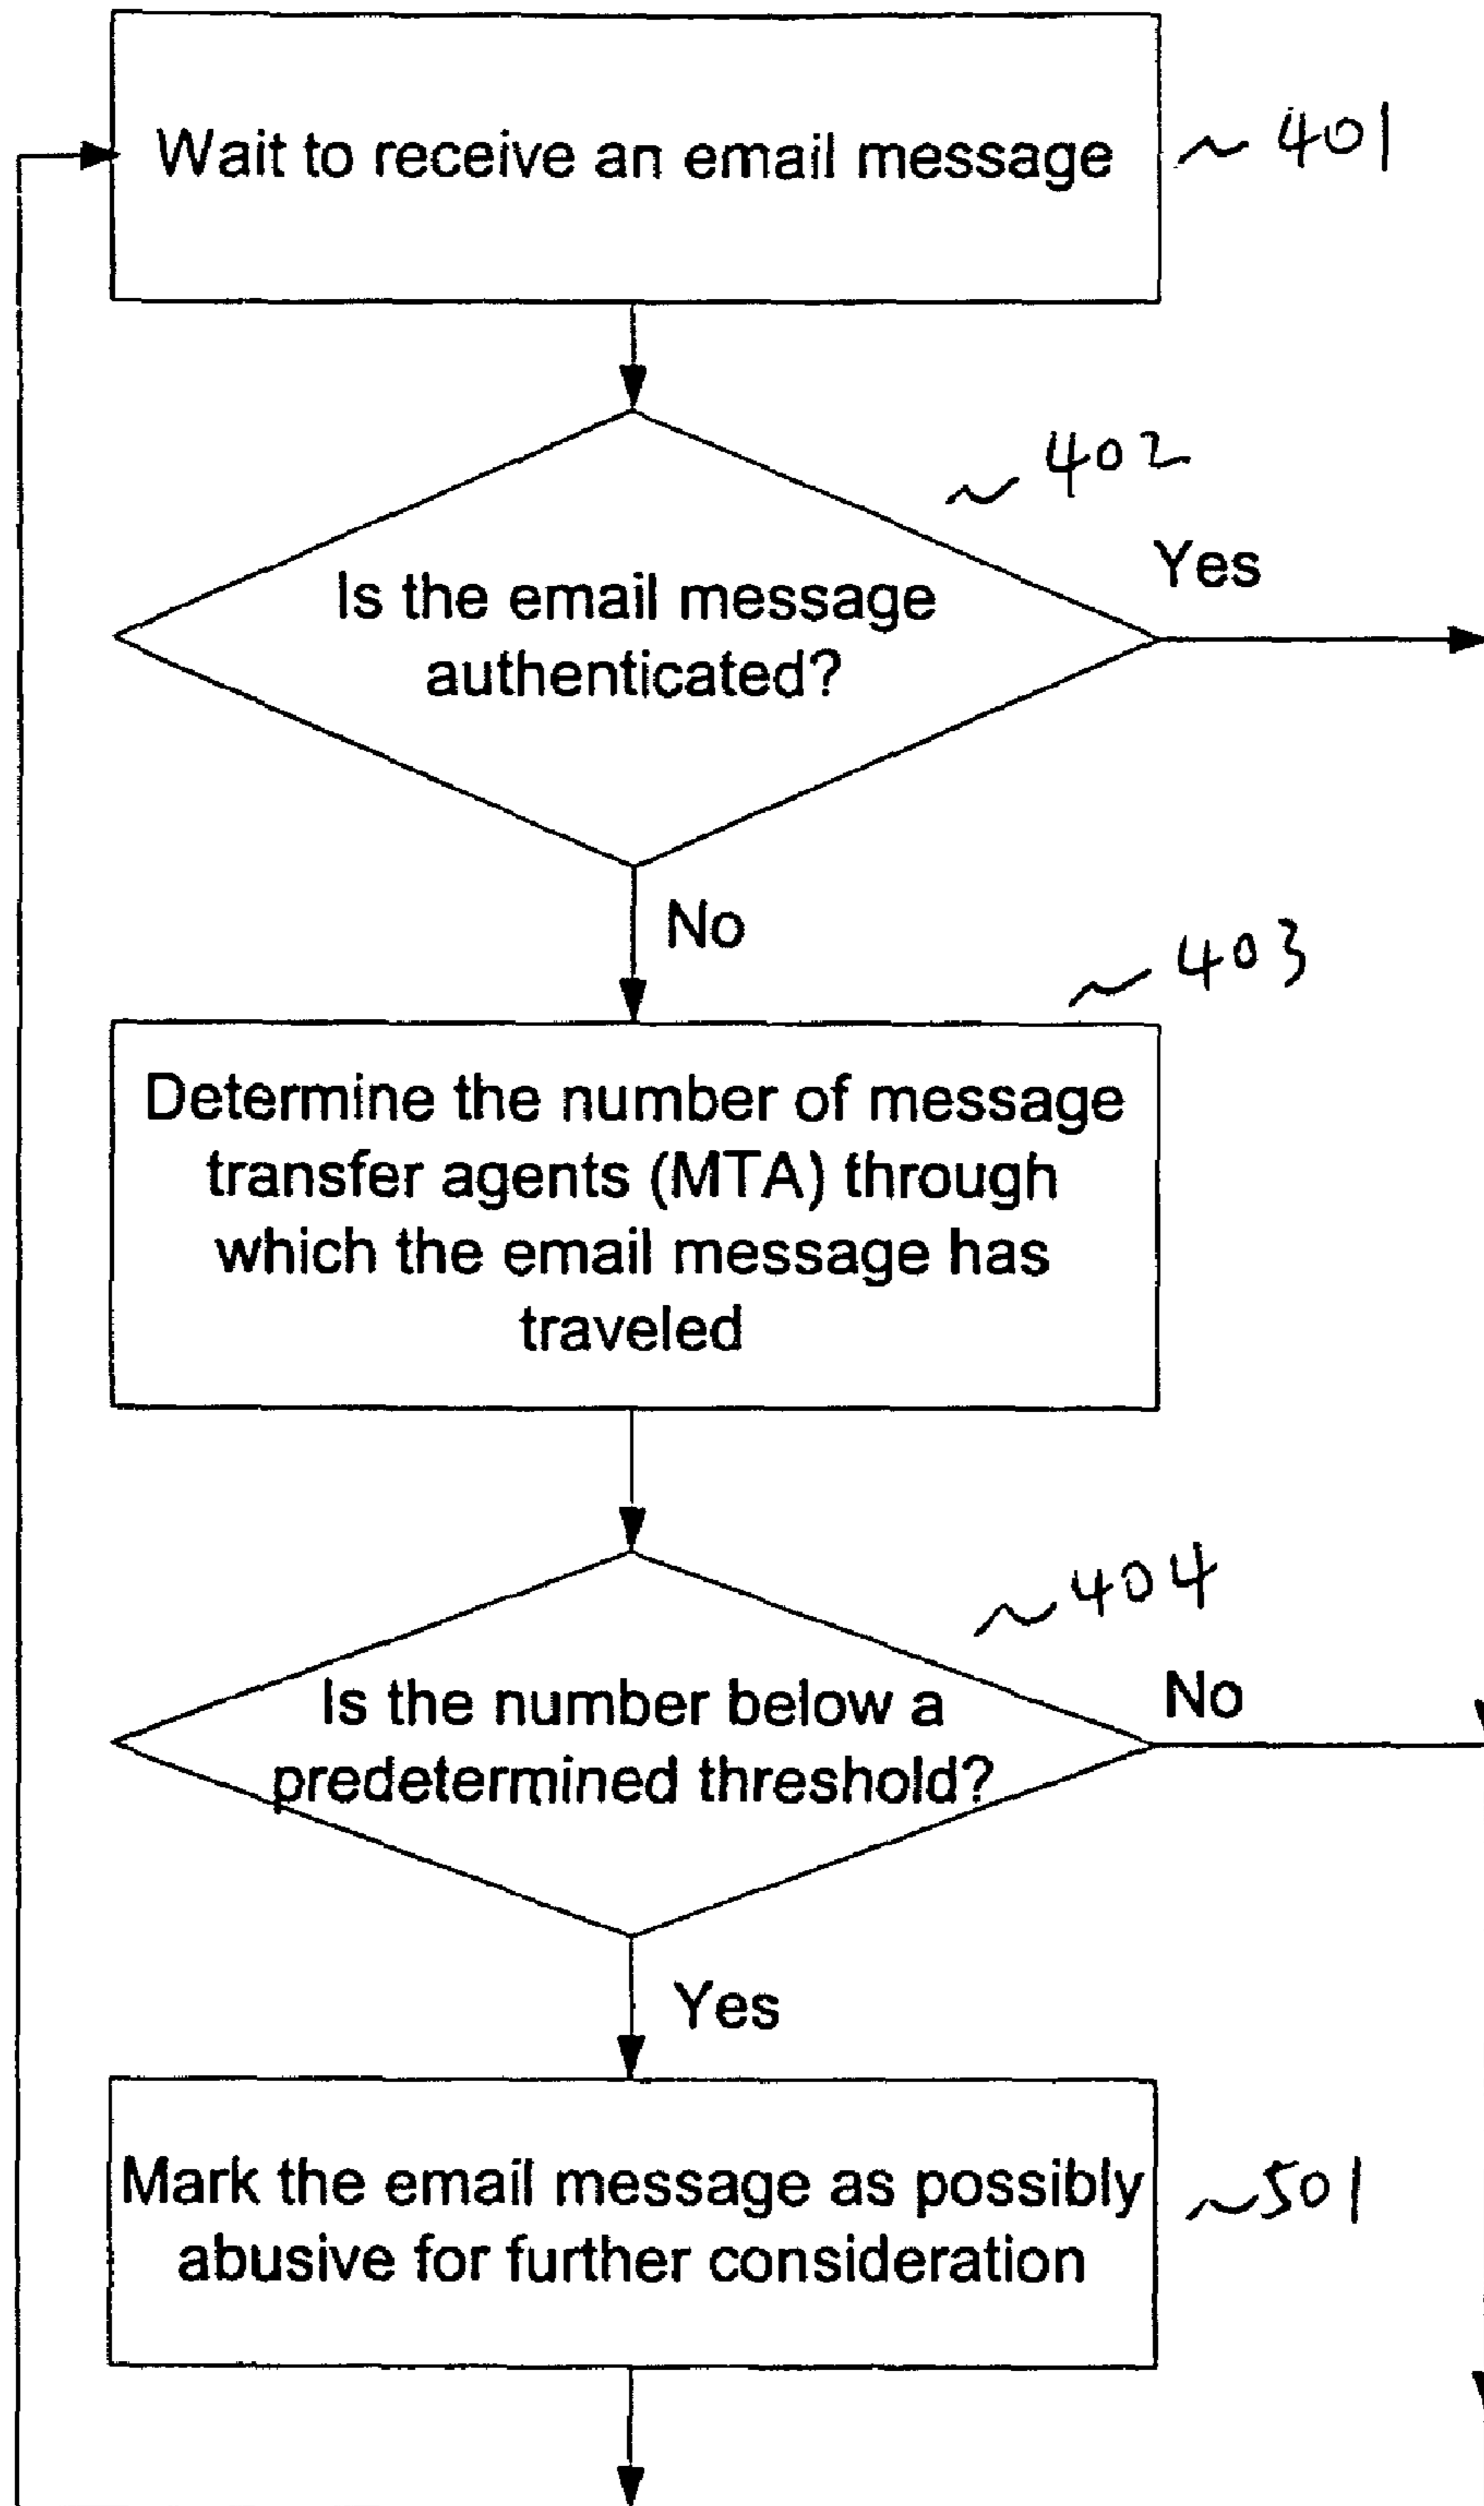 Wait to receive an email message
~ 401
~ 402
Is the email message
authenticated?
Yes
No
~ 403
Determine the number of message
transfer agents (MTA) through
which the email message has
traveled
~404
Is the number below a
predetermined threshold?
No
Yes
Mark the email message as possibly
abusive for further consideration
~501